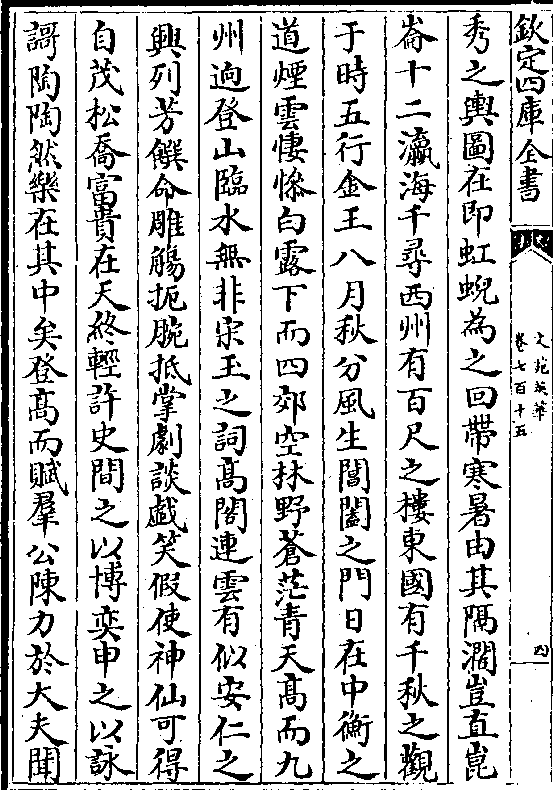 欽定四庫全書
文苑英華
卷七百十五
四
秀之輿圖在即虹蜺為之回帶寒暑由其隔濶豈直崑
崙十二瀛海千尋西州有百尺之樓東國有千秋之觀
于時五行金王八月秋分風生閶闔之門日在中衡之
道煙雲悽慘白露下而四郊空林野蒼茫青天髙而九
州逈登山臨水無非宋玉之詞髙閣連雲有似安仁之
興列芳饌命雕觴扼腕抵掌劇談戯笑假使神仙可得
自茂松喬富貴在天終輕許史間之以博奕申之以詠
謌陶陶然樂在其中矣登髙而賦羣公陳力於大夫聞